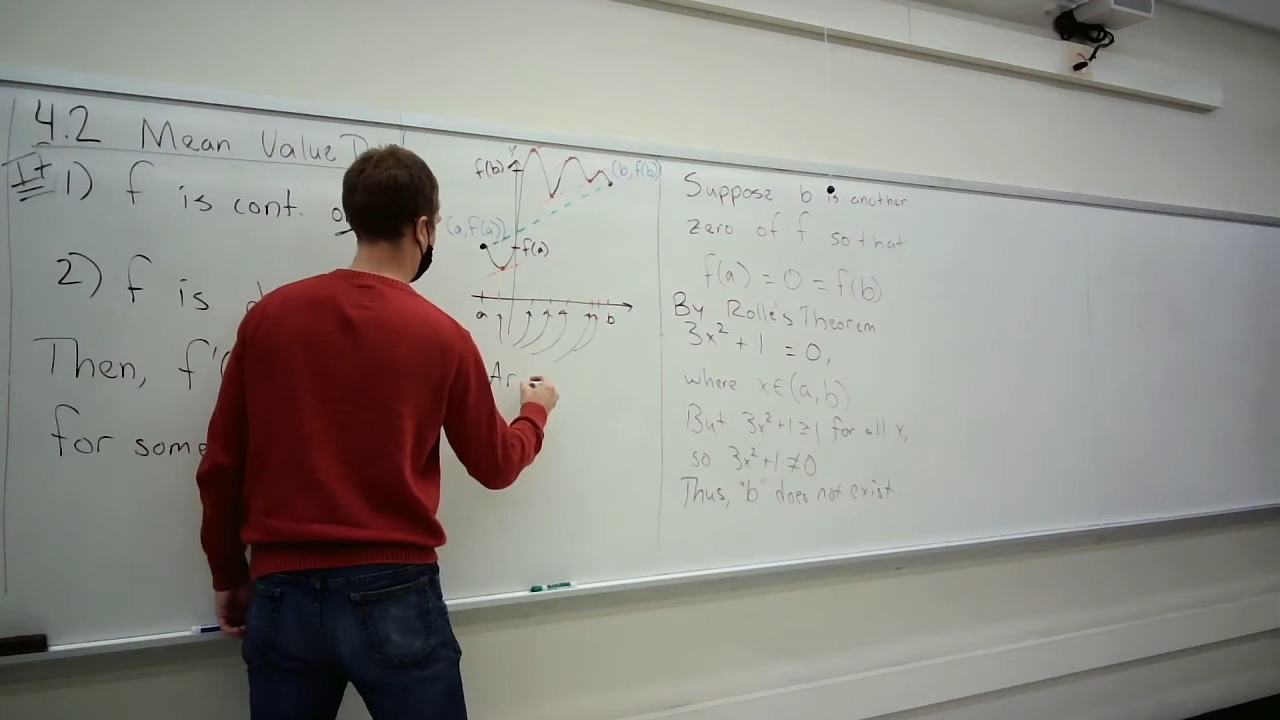 4.2 Mean Value
If 1) f is cont.
2) f is
Then, f'(
for some
y
f(b)
(b, f(b))
(a, f(a))
f(a)
a b
Ar
Suppose b is another
zero of f so that
f(a) = 0 = f(b)
By Rolle's Theorem
3x² + 1 = 0,
where x ∈ (a, b)
But 3x² + 1 ≥ 1 for all x,
so 3x² + 1 ≠ 0
Thus, "b" does not exist